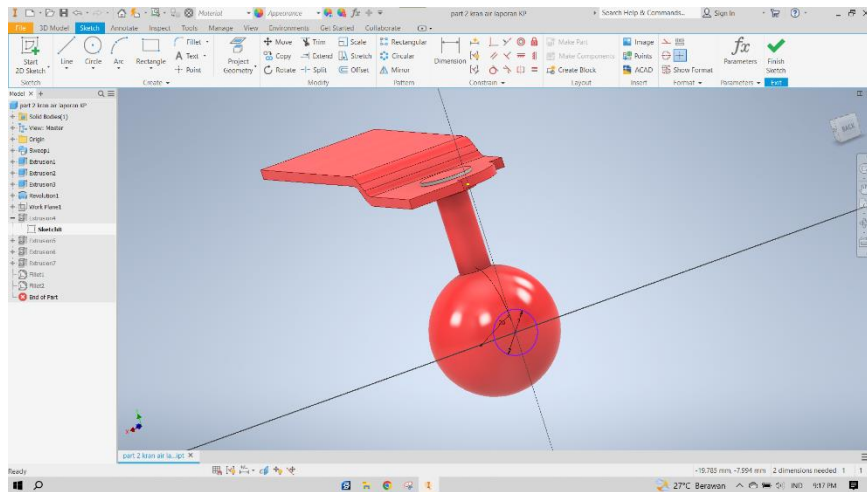 Material
Appearance
part 2 kran air laporan KP
Search Help & Commands...
Sign In
File 3D Model Sketch Annotate Inspect Tools Manage View Environments Get Started Collaborate
Start 2D Sketch
Line
Circle
Arc
Rectangle
Fillet
Text
Point
Project Geometry
Move Trim Scale
Copy Extend Stretch
Rotate Split Offset
Rectangular
Circular
Mirror
Dimension
Make Part
Make Components
Create Block
Image
Points
ACAD
Show Format
Parameters
Finish Sketch
Sketch Create Modify Pattern Constrain Layout Insert Format Parameters Exit
Model
part 2 kran air laporan KP
Solid Bodies(1)
View: Master
Origin
Sweep1
Extrusion1
Extrusion2
Extrusion3
Revolution1
Work Plane1
Extrusion4
Extrusion5
Extrusion6
Extrusion7
Fillet1
Fillet2
End of Part
BACK
20
part 2 kran air la...ipt
Ready
-19.783 mm, -7.994 mm 2 dimensions needed 1 1
27°C Berawan
IND
9:37 PM